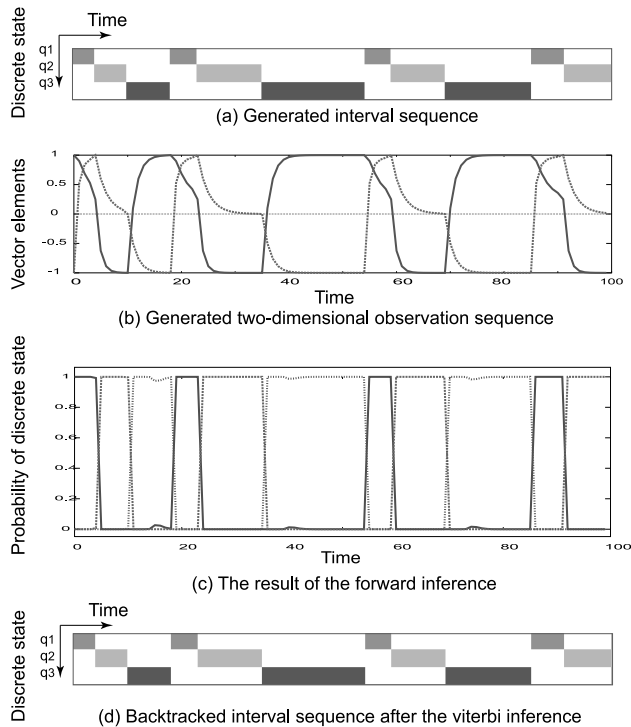 Time
Discrete state
q1
q2
q3
(a) Generated interval sequence
Vector elements
1
0.5
0
-0.5
-1
0 20 40 60 80 100
Time
(b) Generated two-dimensional observation sequence
Probability of discrete state
1
0.8
0.6
0.4
0.2
0
0 20 40 60 80 100
Time
(c) The result of the forward inference
Time
Discrete state
q1
q2
q3
(d) Backtracked interval sequence after the viterbi inference